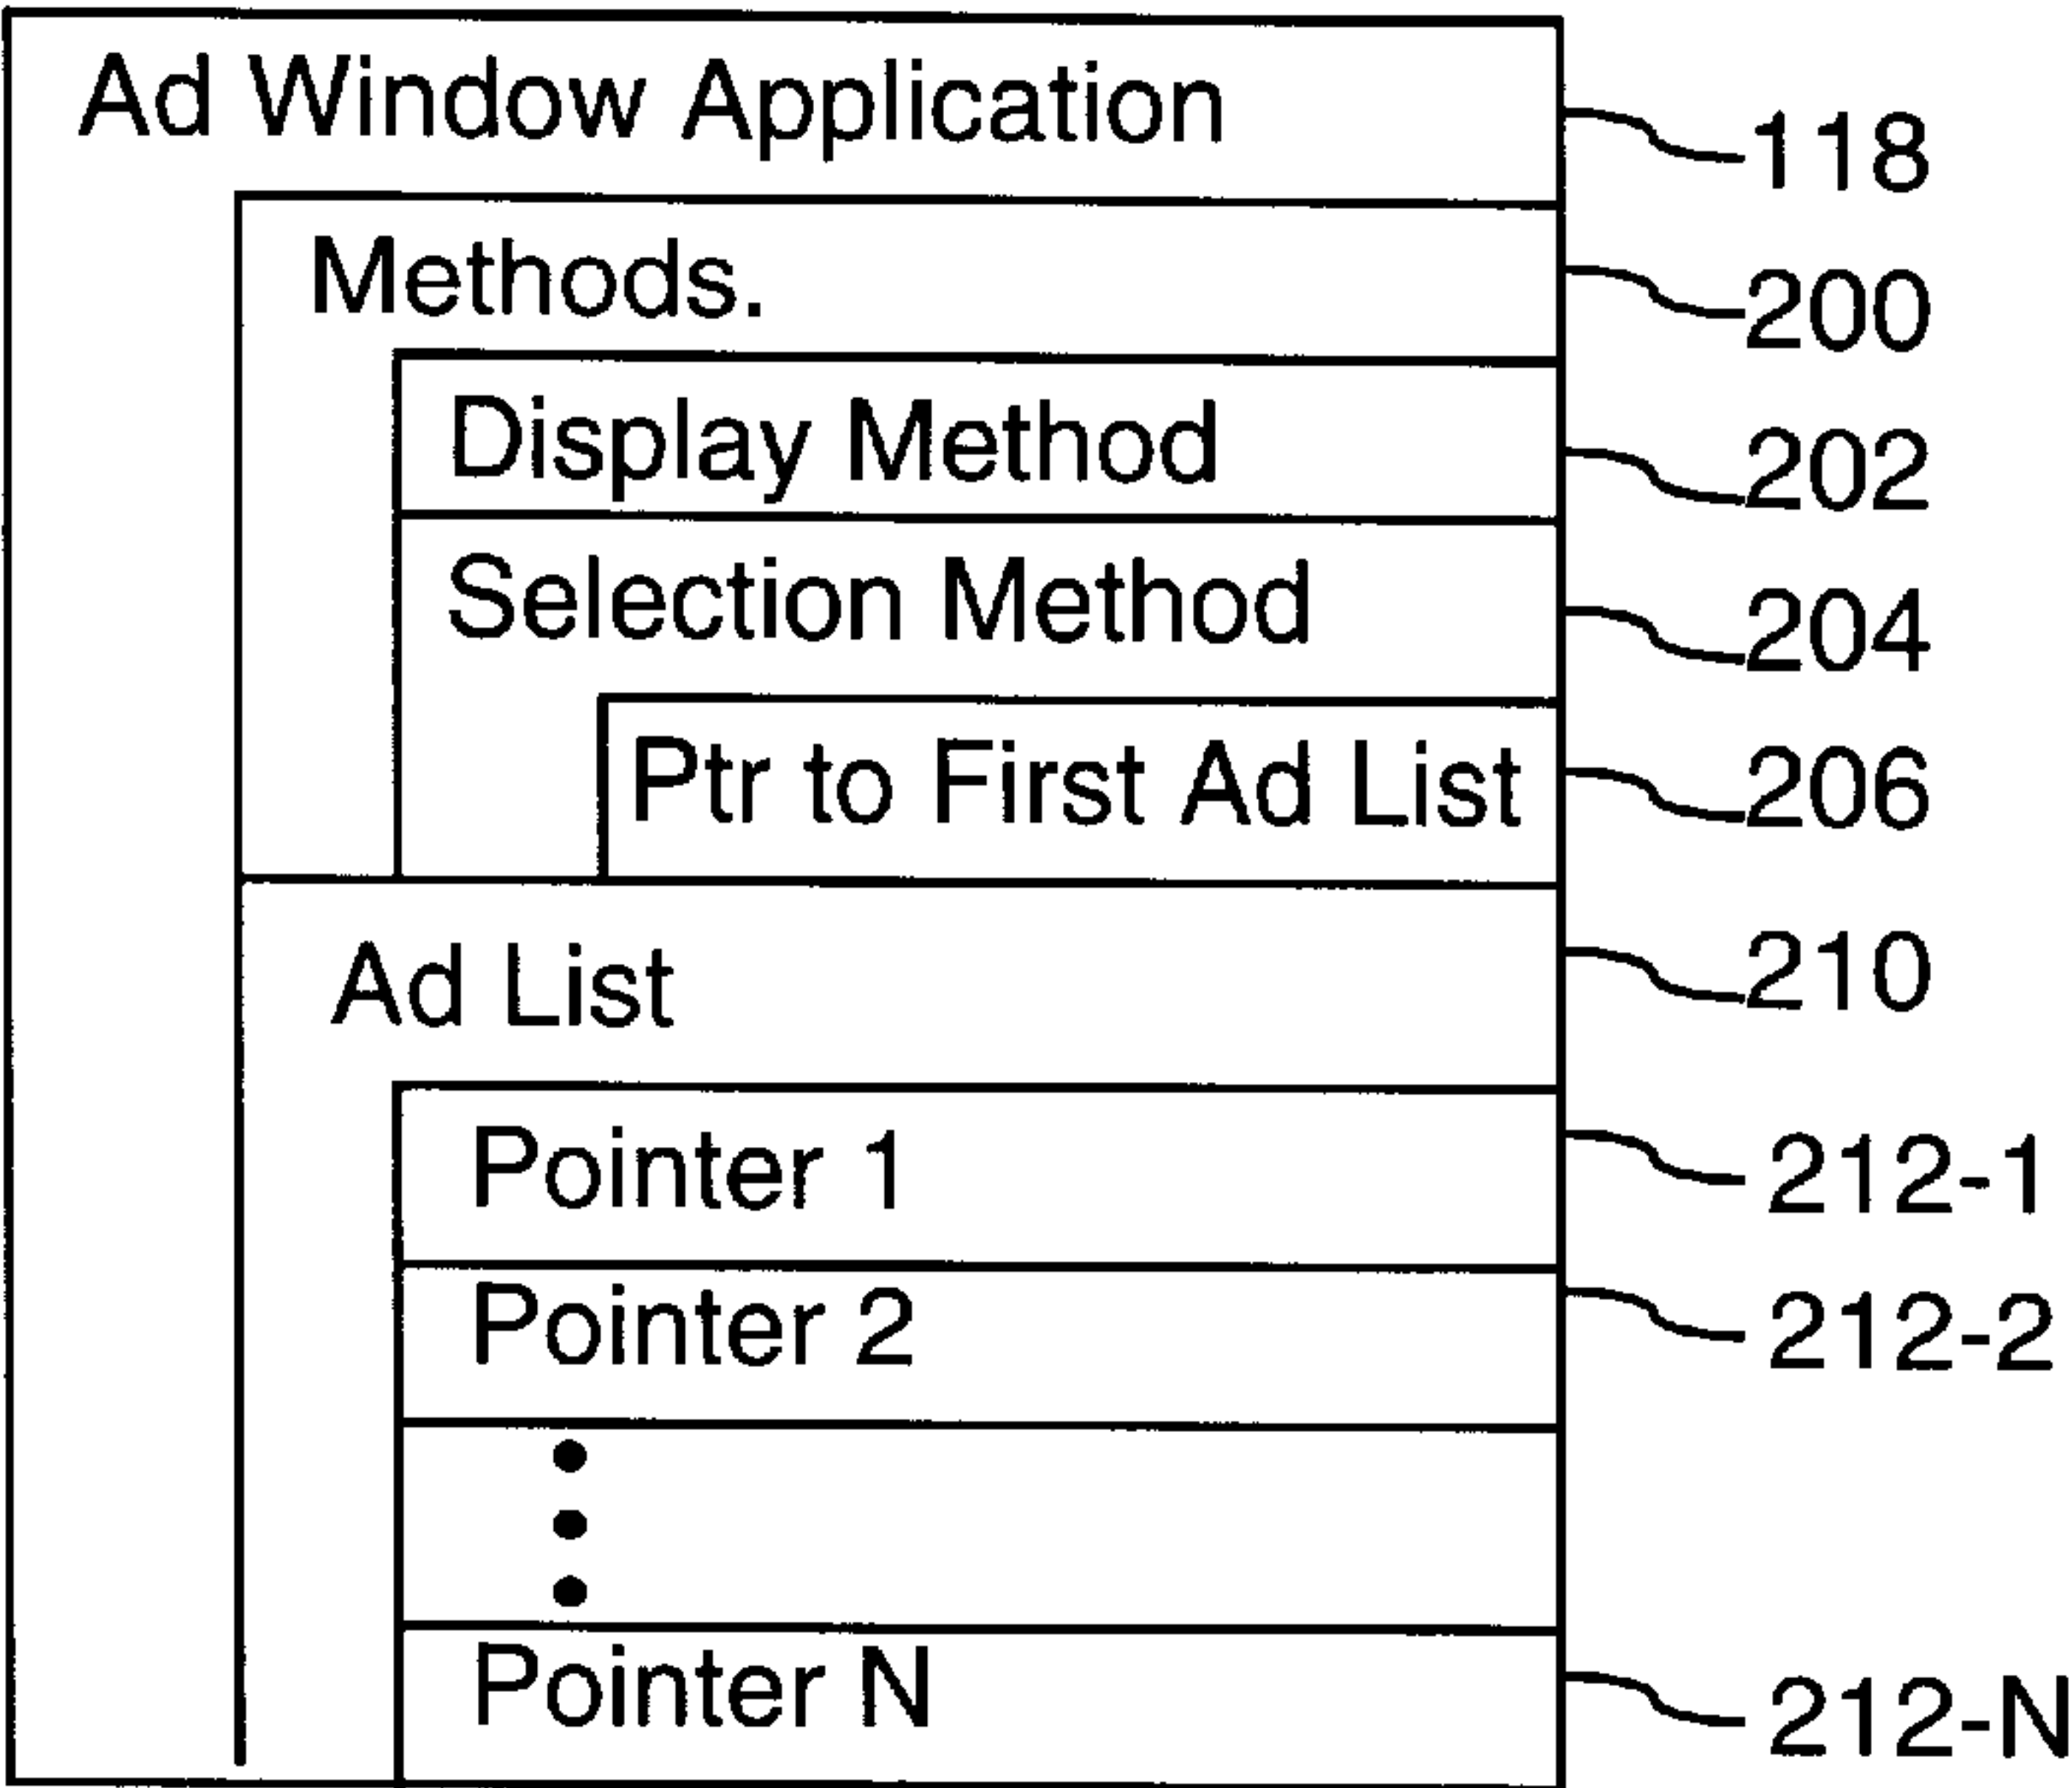 Ad Window Application 118
Methods. 200
Display Method 202
Selection Method 204
Ptr to First Ad List 206
Ad List 210
Pointer 1 212-1
Pointer 2 212-2
Pointer N 212-N